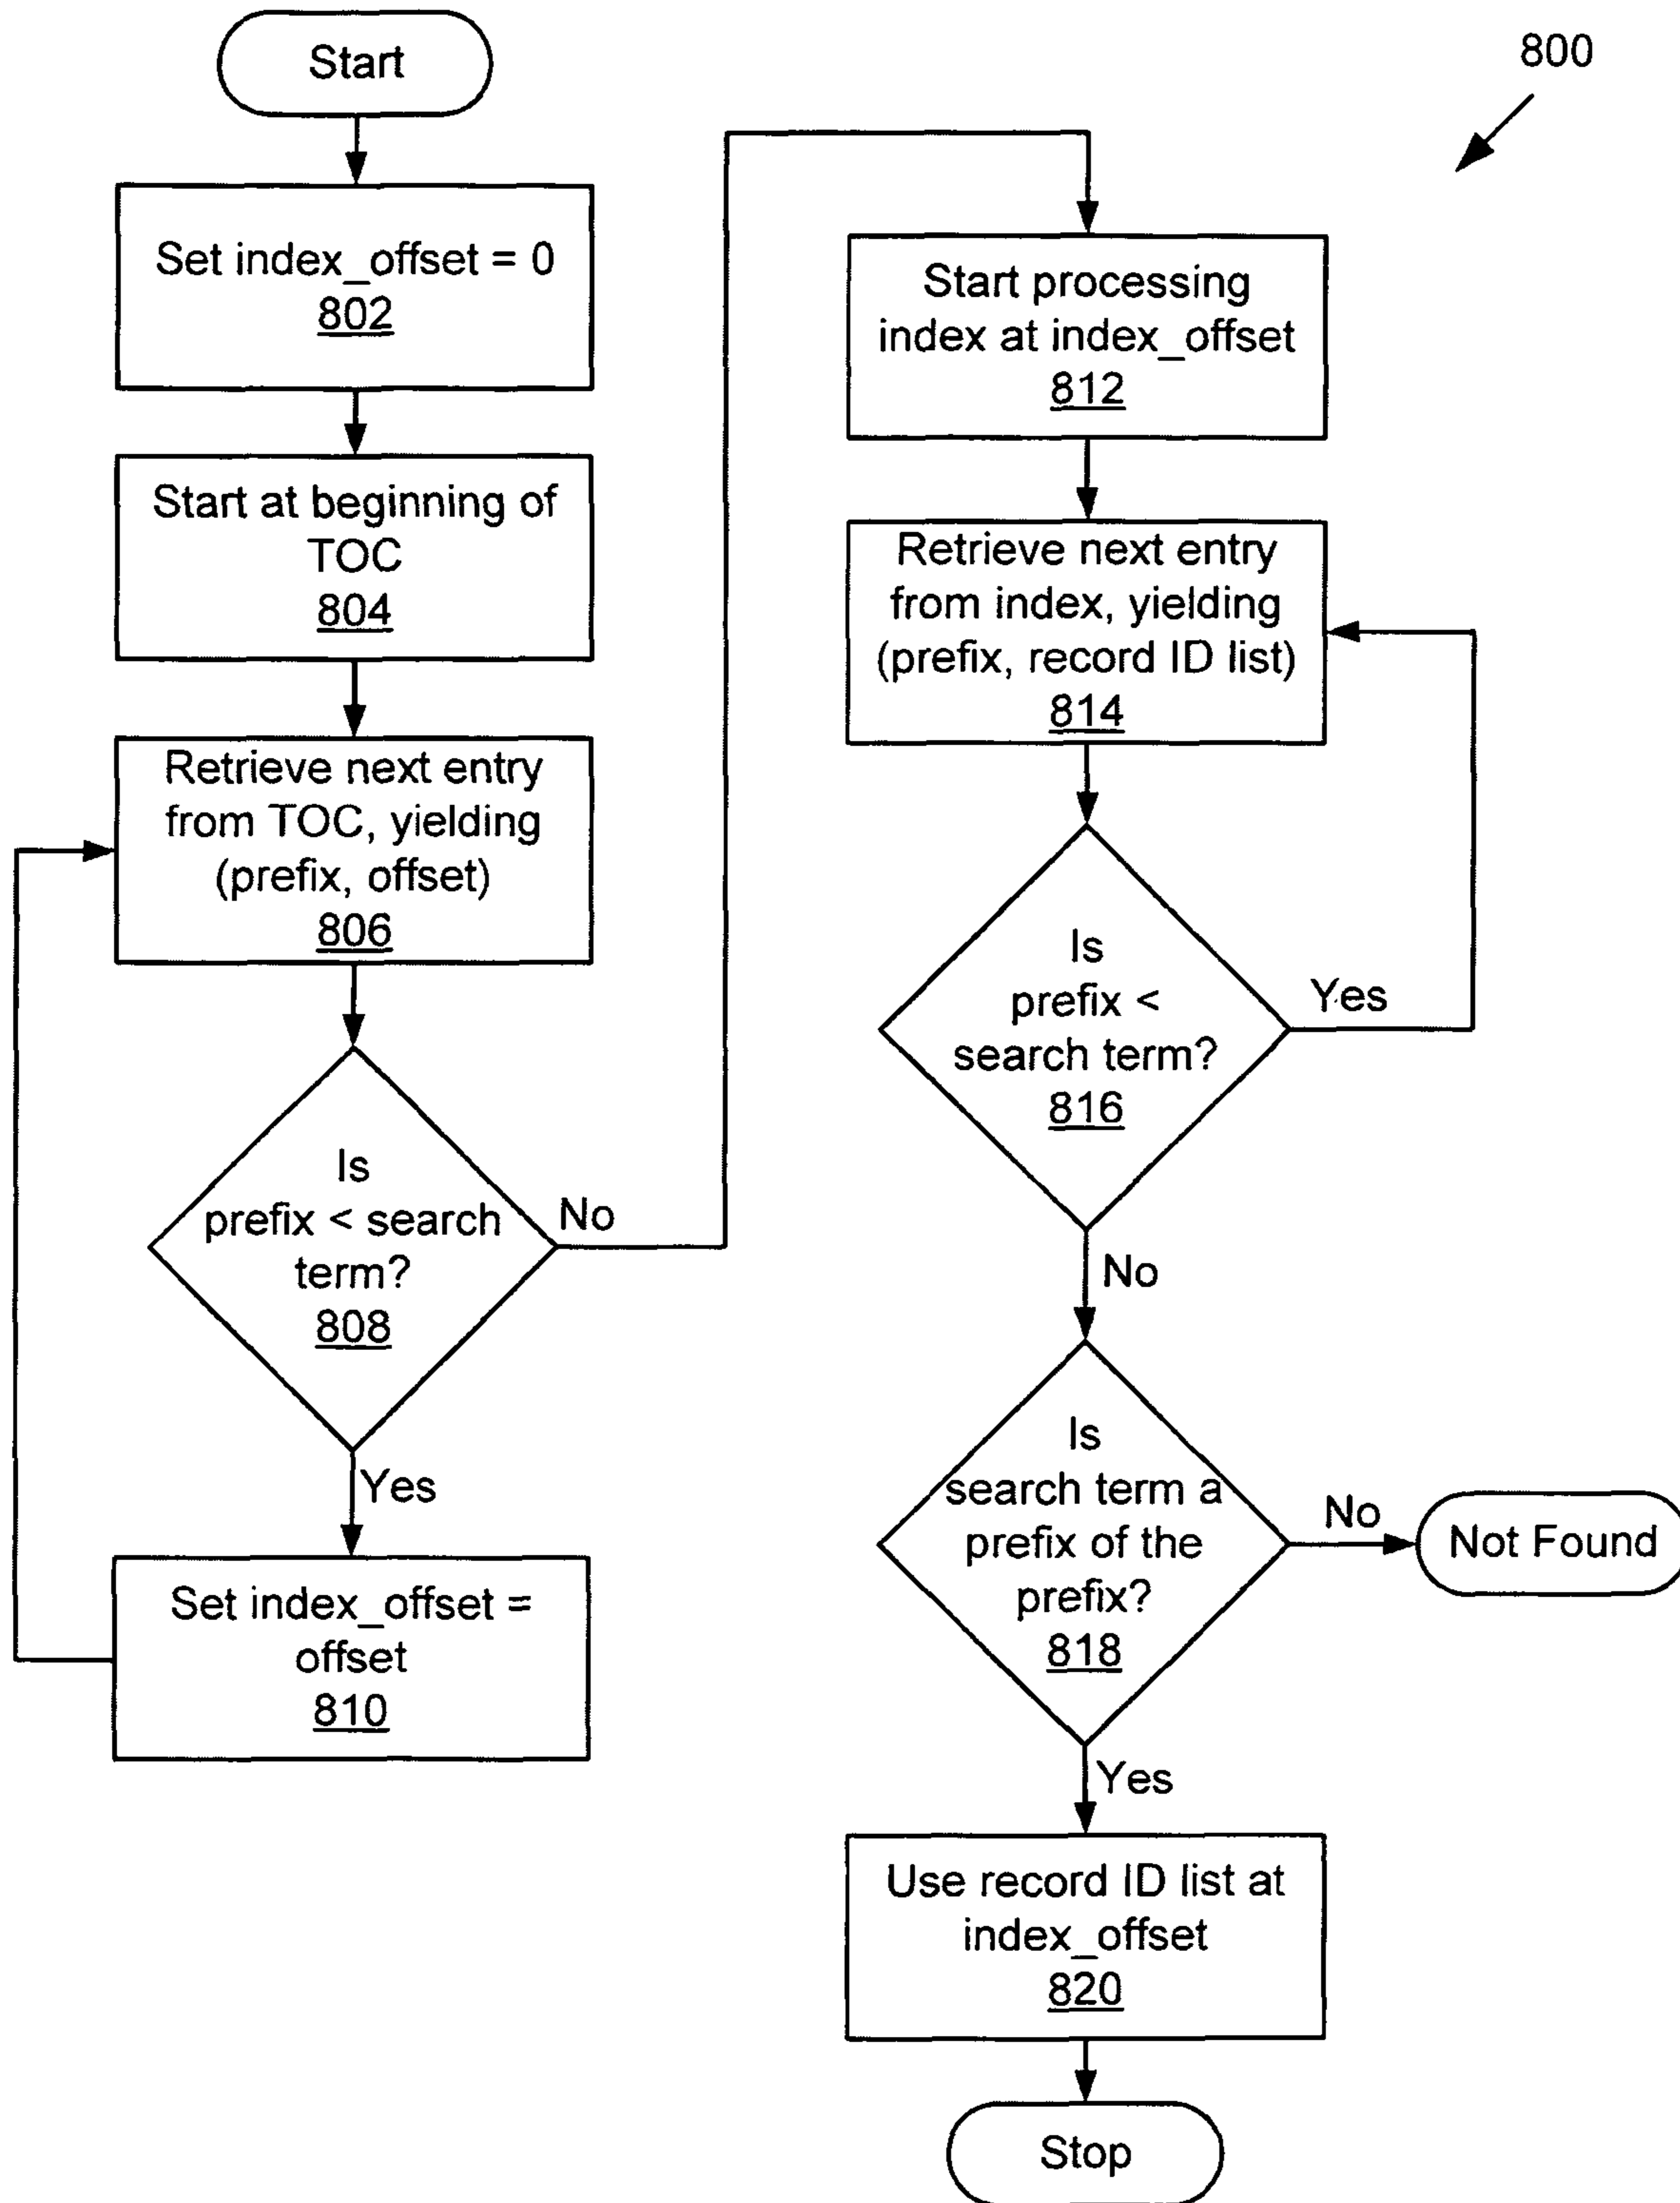 Start
800
Set index_offset = 0
802
Start at beginning of
TOC
804
Retrieve next entry
from TOC, yielding
(prefix, offset)
806
Is
prefix < search
term?
808
No
Yes
Set index_offset =
offset
810
Start processing
index at index_offset
812
Retrieve next entry
from index, yielding
(prefix, record ID list)
814
Is
prefix <
search term?
816
Yes
No
Is
search term a
prefix of the
prefix?
818
No
Not Found
Yes
Use record ID list at
index_offset
820
Stop